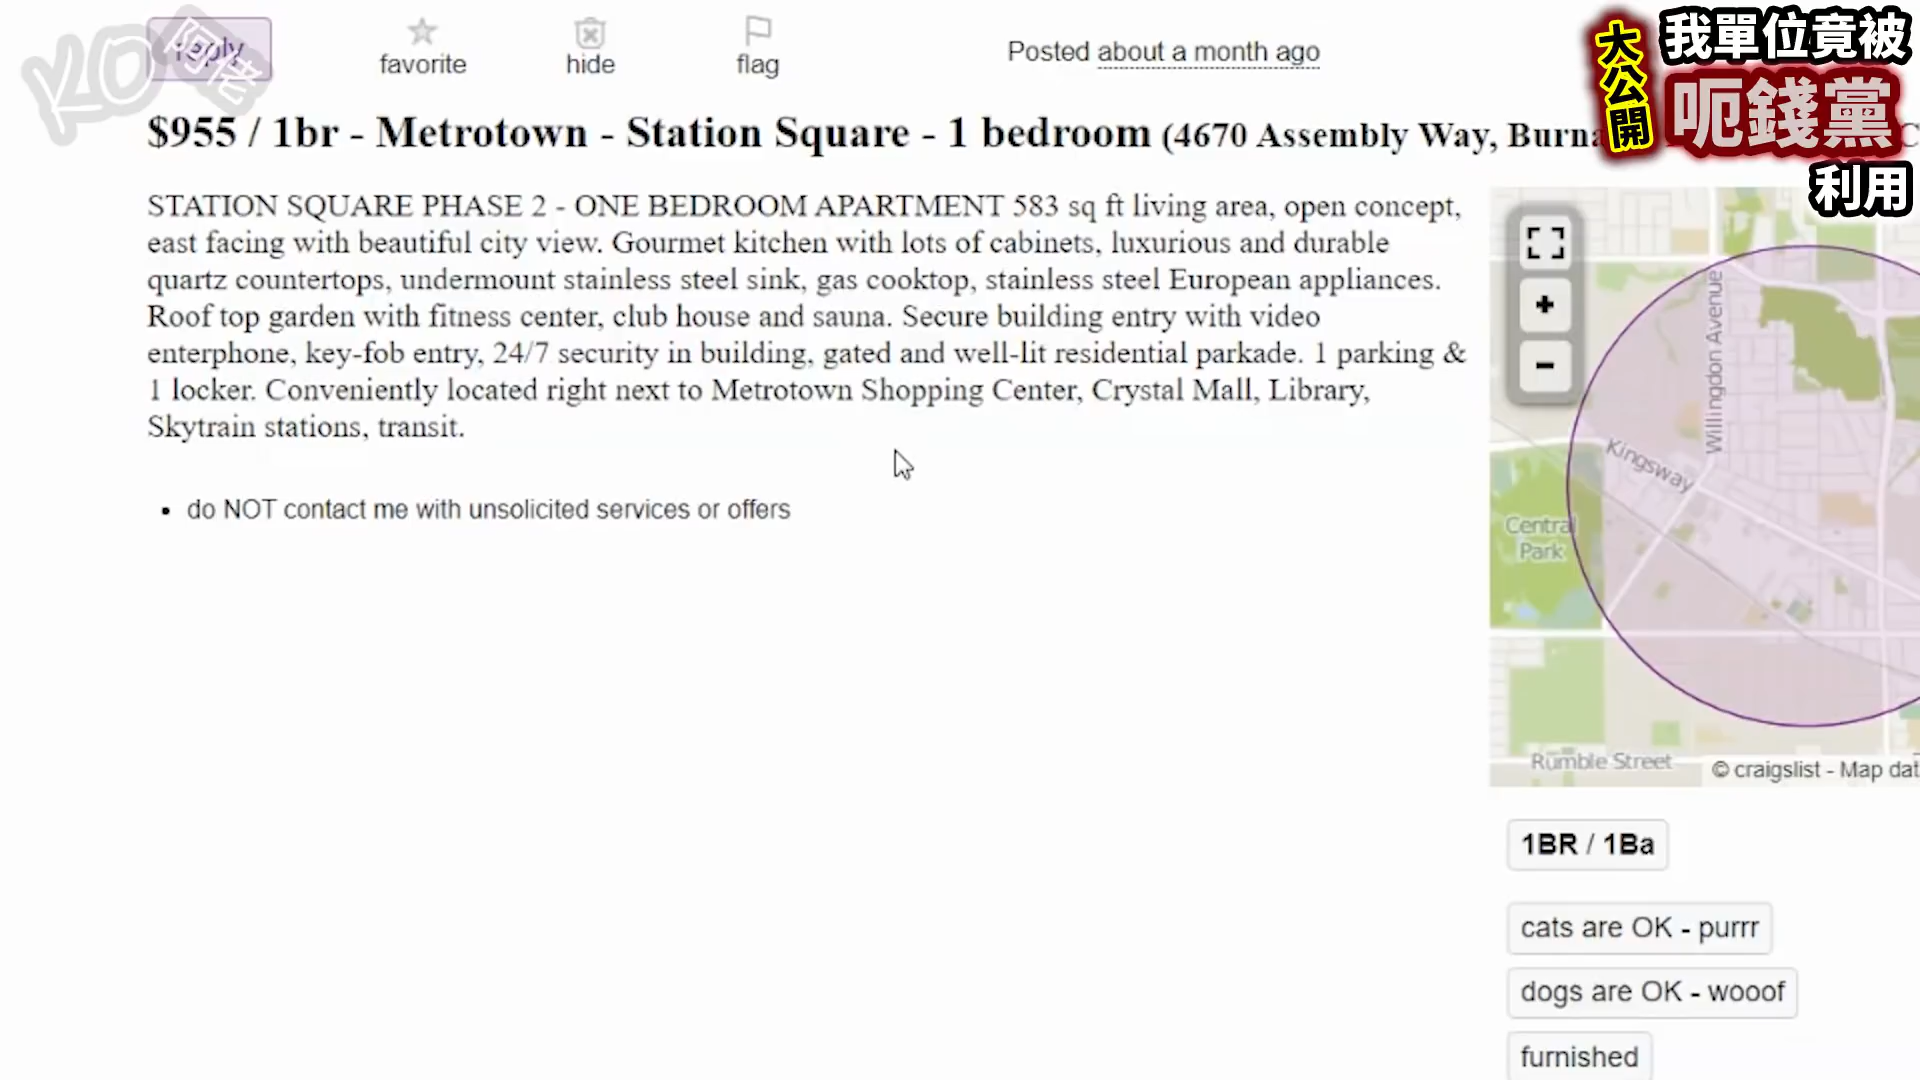 KO 阿佬
reply
favorite
hide
flag
Posted about a month ago
大公開
我單位竟被
呃錢黨
利用
$955 / 1br - Metrotown - Station Square - 1 bedroom (4670 Assembly Way, Burna
STATION SQUARE PHASE 2 - ONE BEDROOM APARTMENT 583 sq ft living area, open concept,
east facing with beautiful city view. Gourmet kitchen with lots of cabinets, luxurious and durable
quartz countertops, undermount stainless steel sink, gas cooktop, stainless steel European appliances.
Roof top garden with fitness center, club house and sauna. Secure building entry with video
enterphone, key-fob entry, 24/7 security in building, gated and well-lit residential parkade. 1 parking &
1 locker. Conveniently located right next to Metrotown Shopping Center, Crystal Mall, Library,
Skytrain stations, transit.
• do NOT contact me with unsolicited services or offers
+
-
Willingdon Avenue
Kingsway
Central
Park
Rumble Street
© craigslist - Map dat
1BR / 1Ba
cats are OK - purrr
dogs are OK - wooof
furnished